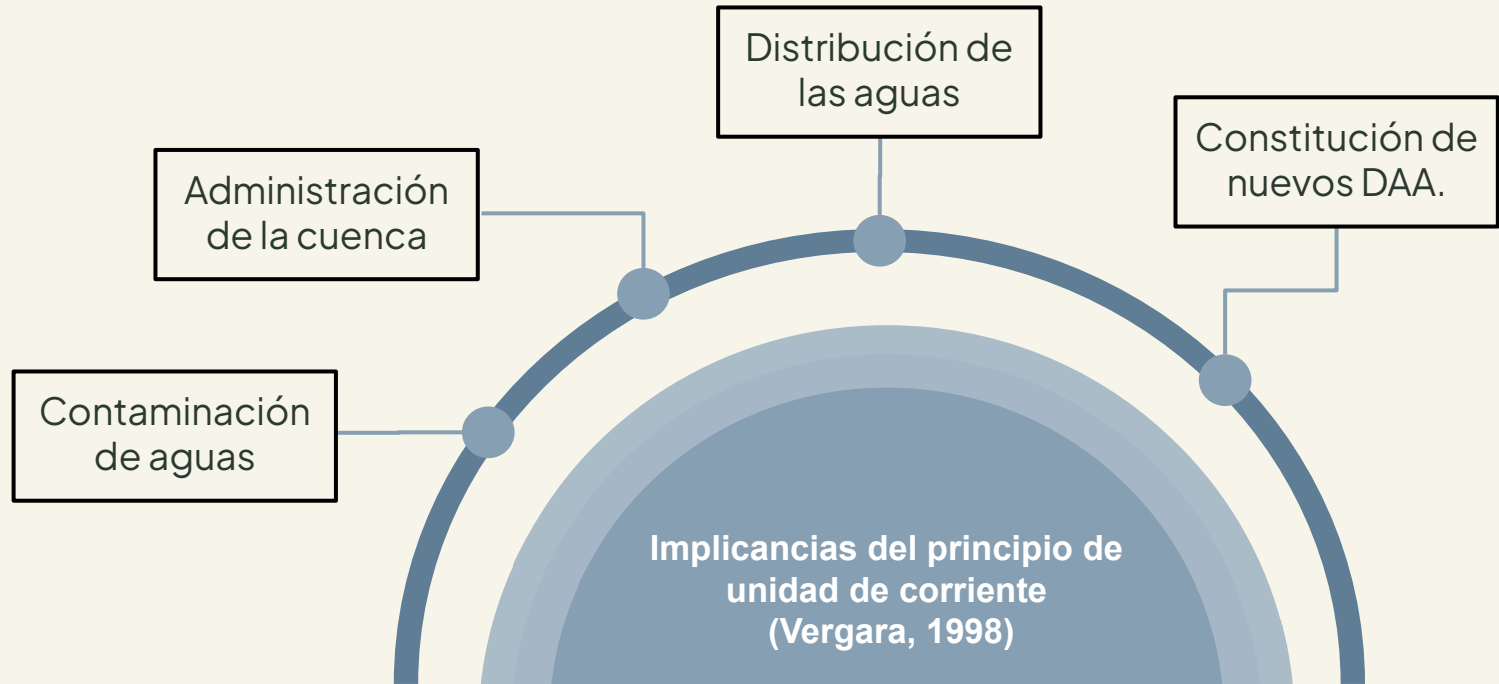 Distribución de
las aguas
Constitución de
nuevos DAA.
Administración
de la cuenca
Contaminación
de aguas
Implicancias del principio de
unidad de corriente
(Vergara, 1998)